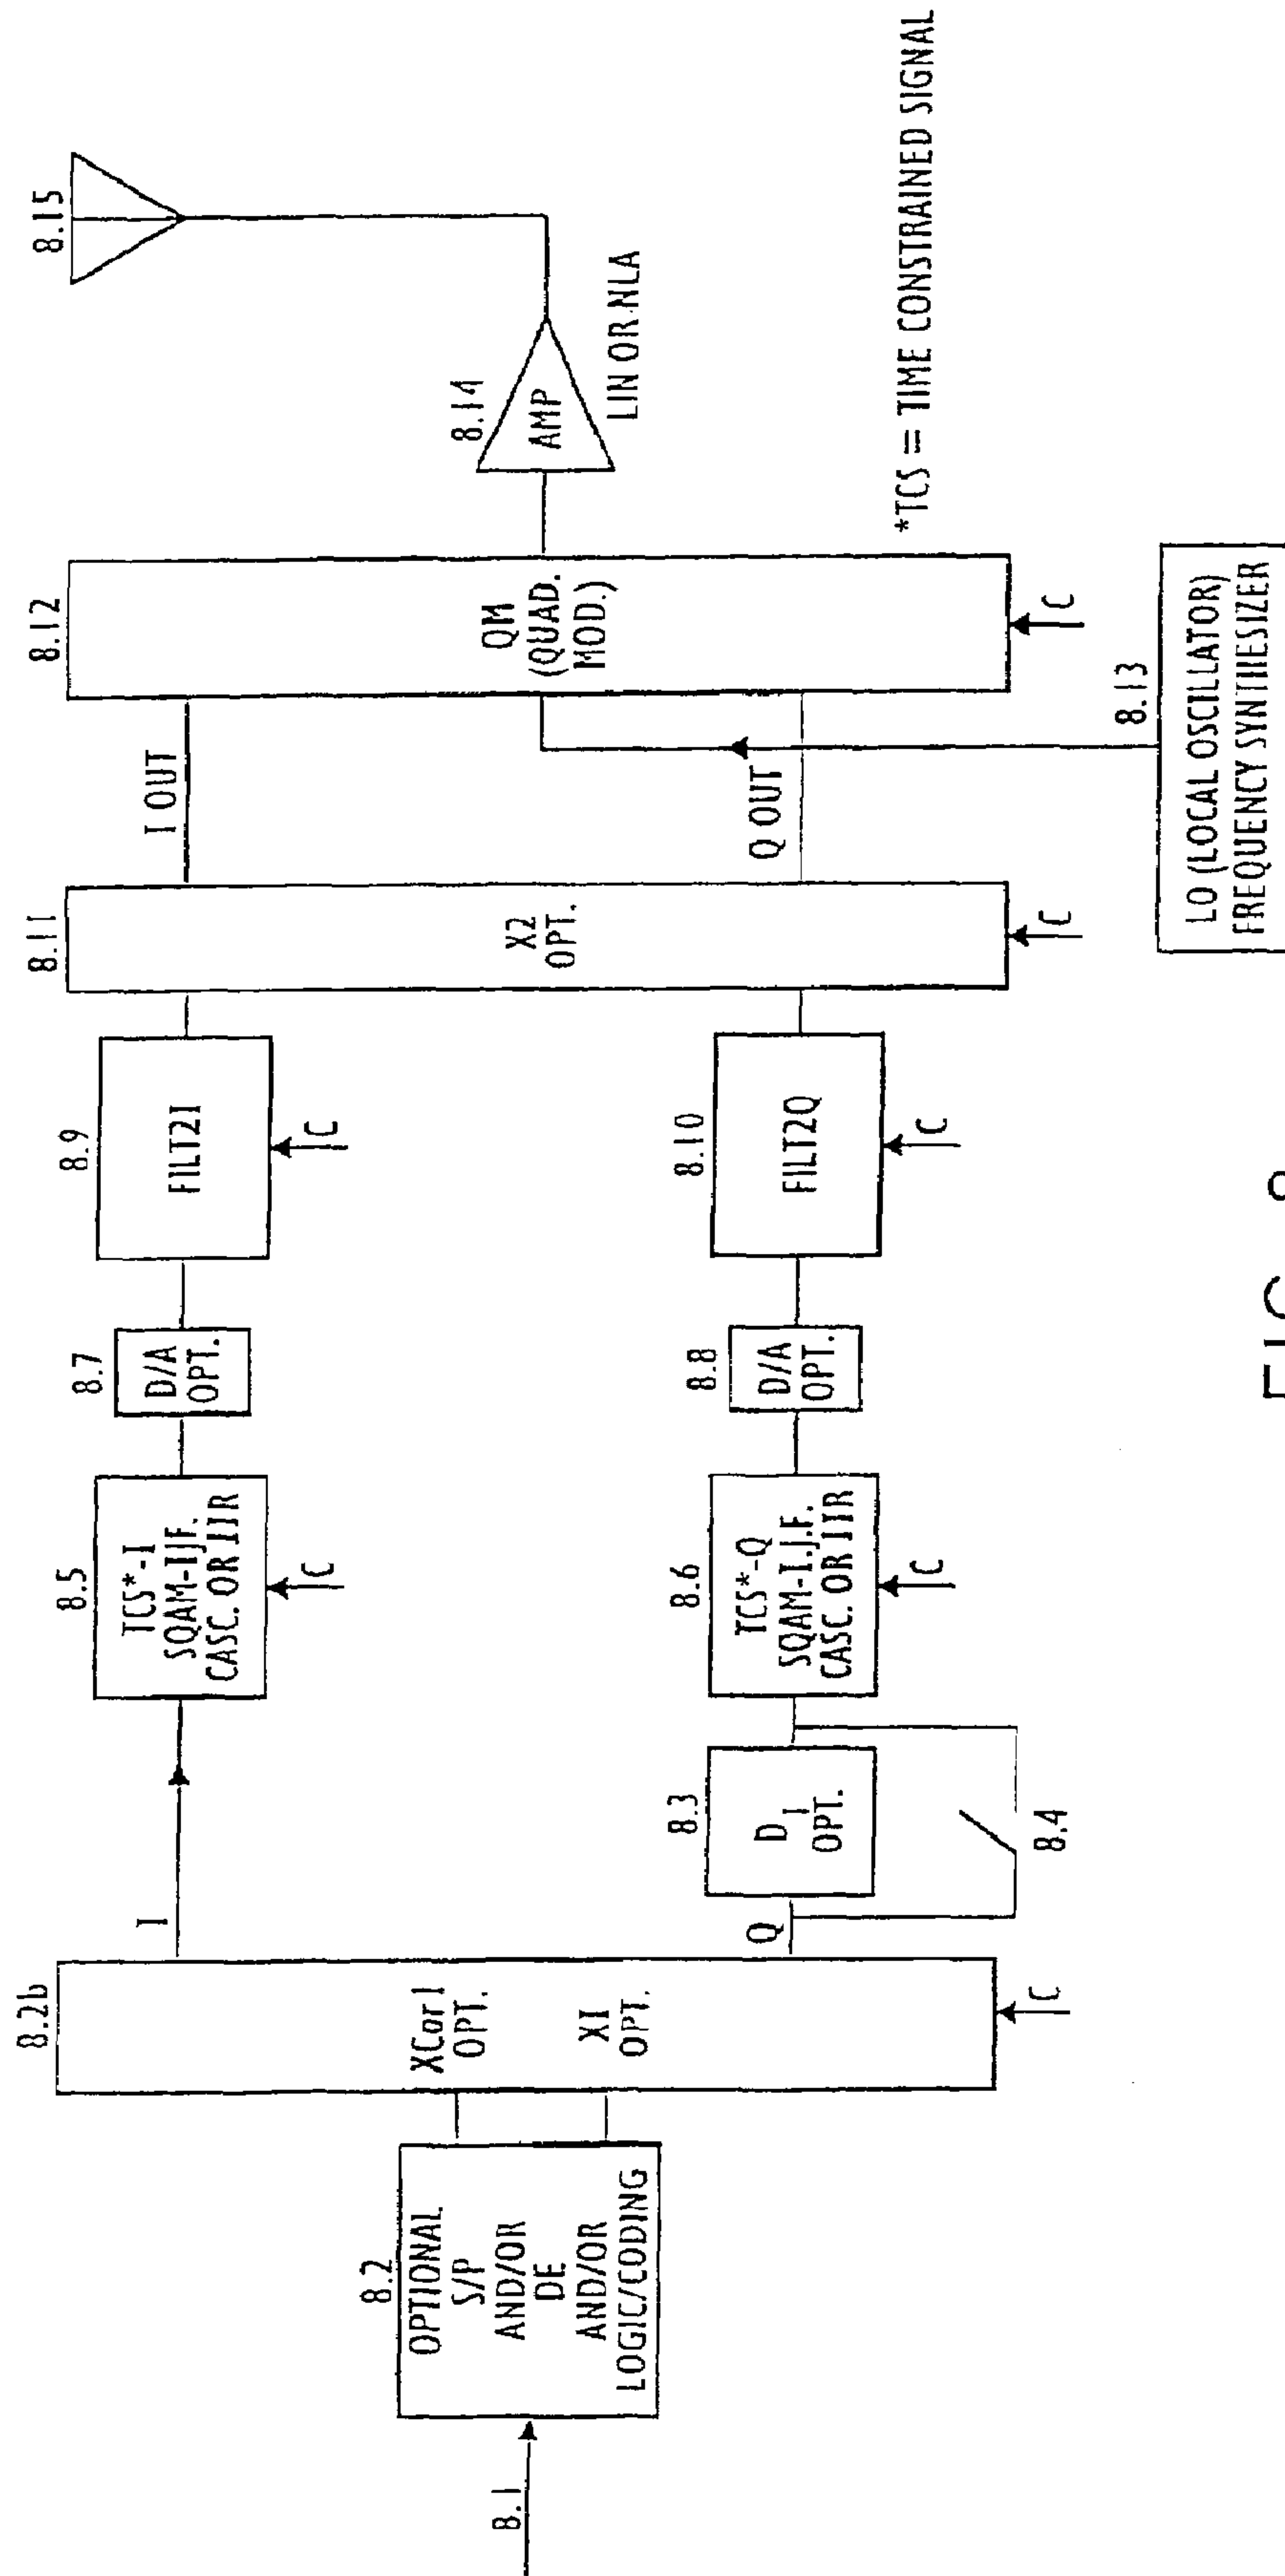 8.1
8.2
OPTIONAL
S/P
AND/OR
DE
AND/OR
LOGIC/CODING
8.2b
XCor1
OPT.
X1
OPT.
C
I
Q
8.3
D
1
OPT.
8.4
8.5
TCS*-I
SQAM-IJF.
CASC. OR IIR
C
8.6
TCS*-Q
SQAM-I.J.F.
CASC. OR IIR
C
8.7
D/A
OPT.
8.8
D/A
OPT.
8.9
FILT2I
C
8.10
FILT2Q
C
8.11
X2
OPT.
C
I OUT
Q OUT
8.12
QM
(QUAD.
MOD.)
C
8.13
LO (LOCAL OSCILLATOR)
FREQUENCY SYNTHESIZER
8.14
AMP
LIN OR NLA
8.15
*TCS = TIME CONSTRAINED SIGNAL